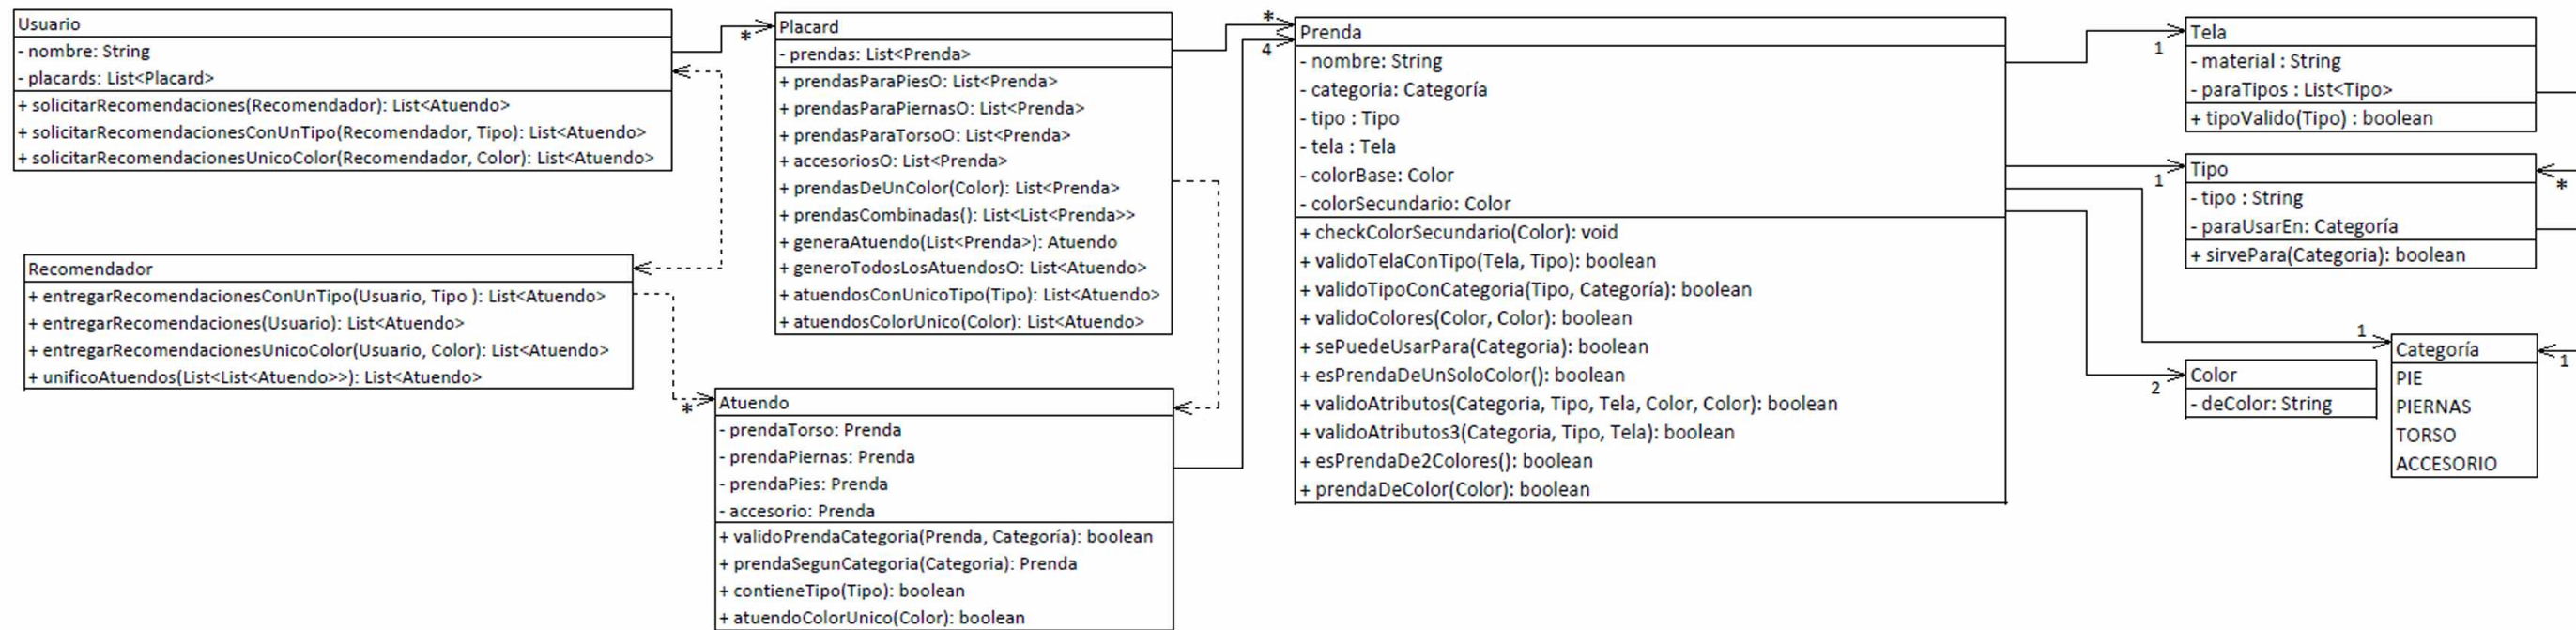 Usuario
- nombre: String
- placards: List<Placard>
+ solicitarRecomendaciones(Recomendador): List<Atuendo>
+ solicitarRecomendacionesConUnTipo(Recomendador, Tipo): List<Atuendo>
+ solicitarRecomendacionesUnicoColor(Recomendador, Color): List<Atuendo>
*
Recomendador
+ entregarRecomendacionesConUnTipo(Usuario, Tipo ): List<Atuendo>
+ entregarRecomendaciones(Usuario): List<Atuendo>
+ entregarRecomendacionesUnicoColor(Usuario, Color): List<Atuendo>
+ unificoAtuendos(List<List<Atuendo>>): List<Atuendo>
*
Placard
- prendas: List<Prenda>
+ prendasParaPiesO: List<Prenda>
+ prendasParaPiernasO: List<Prenda>
+ prendasParaTorsoO: List<Prenda>
+ accesoriosO: List<Prenda>
+ prendasDeUnColor(Color): List<Prenda>
+ prendasCombinadas(): List<List<Prenda>>
+ generaAtuendo(List<Prenda>): Atuendo
+ generoTodosLosAtuendosO: List<Atuendo>
+ atuendosConUnicoTipo(Tipo): List<Atuendo>
+ atuendosColorUnico(Color): List<Atuendo>
*
4
Atuendo
- prendaTorso: Prenda
- prendaPiernas: Prenda
- prendaPies: Prenda
- accesorio: Prenda
+ validoPrendaCategoria(Prenda, Categoría): boolean
+ prendaSegunCategoria(Categoria): Prenda
+ contieneTipo(Tipo): boolean
+ atuendoColorUnico(Color): boolean
Prenda
- nombre: String
- categoria: Categoría
- tipo : Tipo
- tela : Tela
- colorBase: Color
- colorSecundario: Color
+ checkColorSecundario(Color): void
+ validoTelaConTipo(Tela, Tipo): boolean
+ validoTipoConCategoria(Tipo, Categoría): boolean
+ validoColores(Color, Color): boolean
+ sePuedeUsarPara(Categoria): boolean
+ esPrendaDeUnSoloColor(): boolean
+ validoAtributos(Categoria, Tipo, Tela, Color, Color): boolean
+ validoAtributos3(Categoria, Tipo, Tela): boolean
+ esPrendaDe2Colores(): boolean
+ prendaDeColor(Color): boolean
1
Tela
- material : String
- paraTipos : List<Tipo>
+ tipoValido(Tipo) : boolean
1
Tipo
- tipo : String
- paraUsarEn: Categoría
+ sirvePara(Categoria): boolean
*
2
Color
- deColor: String
1
Categoría
PIE
PIERNAS
TORSO
ACCESORIO
1